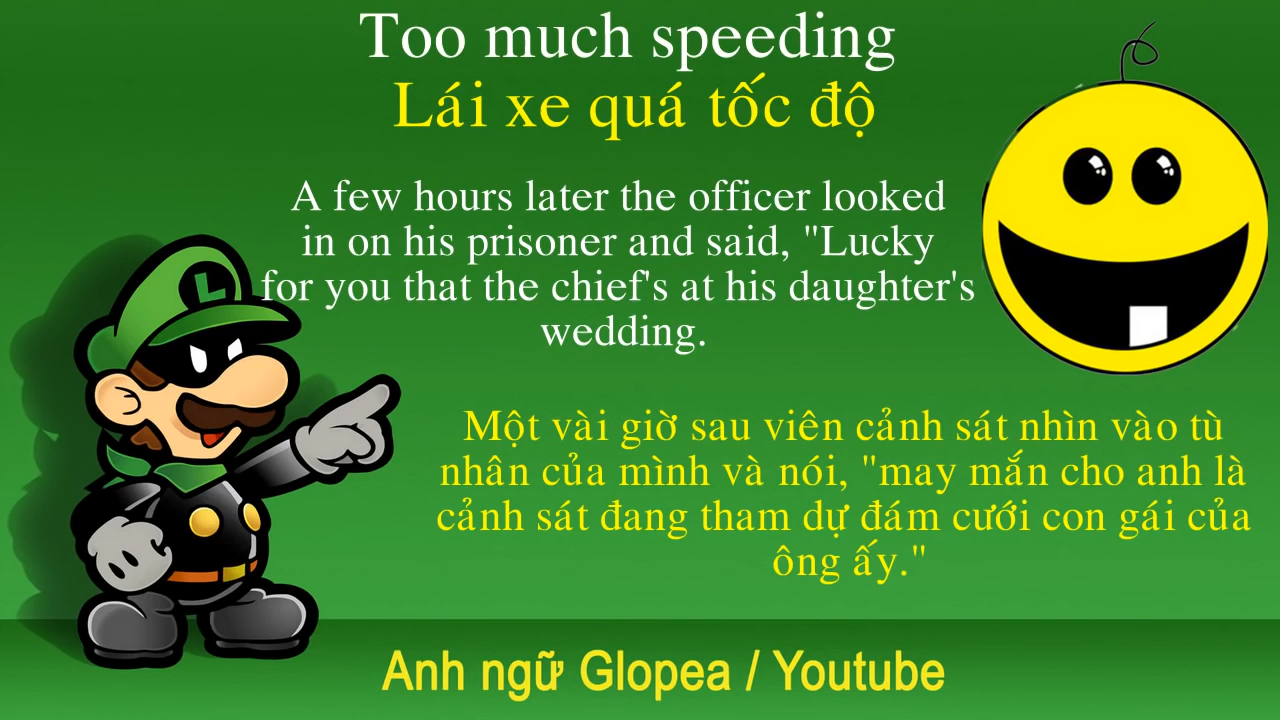 Too much speeding
Lái xe quá tốc độ
A few hours later the officer looked
in on his prisoner and said, "Lucky
for you that the chief's at his daughter's
wedding.
L
Một vài giờ sau viên cảnh sát nhìn vào tù
nhân của mình và nói, "may mắn cho anh là
cảnh sát đang tham dự đám cưới con gái của
ông ấy."
Anh ngữ Glopea / Youtube